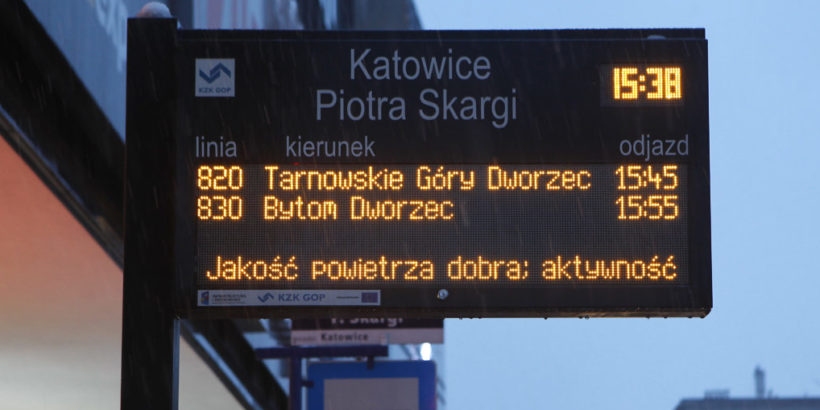 Katowice
Piotra Skargi
15:38
KZK GOP
linia kierunek odjazd
820 Tarnowskie Góry Dworzec 15:45
830 Bytom Dworzec 15:55
Jakość powietrza dobra; aktywność
KZK GOP
P. Skargi
Katowice